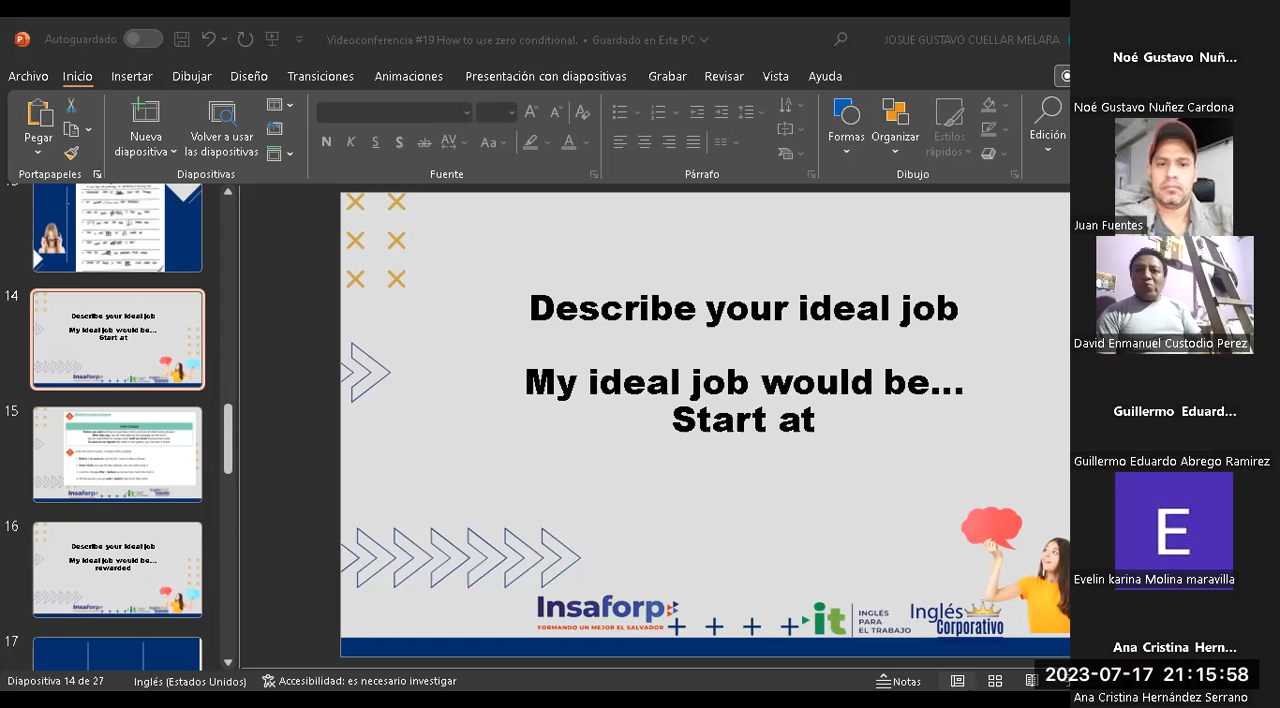 Autoguardado
Videoconferencia #19 How to use zero conditional. • Guardado en Este PC
JOSUE GUSTAVO CUELLAR MELARA
Archivo Inicio Insertar Dibujar Diseño Transiciones Animaciones Presentación con diapositivas Grabar Revisar Vista Ayuda
Pegar
Nueva diapositiva
Volver a usar las diapositivas
N K S S ab AV Aa A
Formas
Organizar
Estilos rápidos
Edición
Portapapeles
Diapositivas
Fuente
Párrafo
Dibujo
14
Describe your ideal job
My ideal job would be...
Start at
Insaforp
15
Insaforp
16
Describe your ideal job
My ideal job would be...
rewarded
Insaforp
17
Describe your ideal job
My ideal job would be...
Start at
Insaforp
FORMANDO UN MEJOR EL SALVADOR
it
INGLÉS
PARA
EL TRABAJO
Inglés
Corporativo
Diapositiva 14 de 27
Inglés (Estados Unidos)
Accesibilidad: es necesario investigar
Notas
Noé Gustavo Nuñ...
Noé Gustavo Nuñez Cardona
Juan Fuentes
David Enmanuel Custodio Perez
Guillermo Eduard...
Guillermo Eduardo Abrego Ramirez
E
Evelin karina Molina maravilla
Ana Cristina Hern...
2023-07-17 21:15:58
Ana Cristina Hernández Serrano